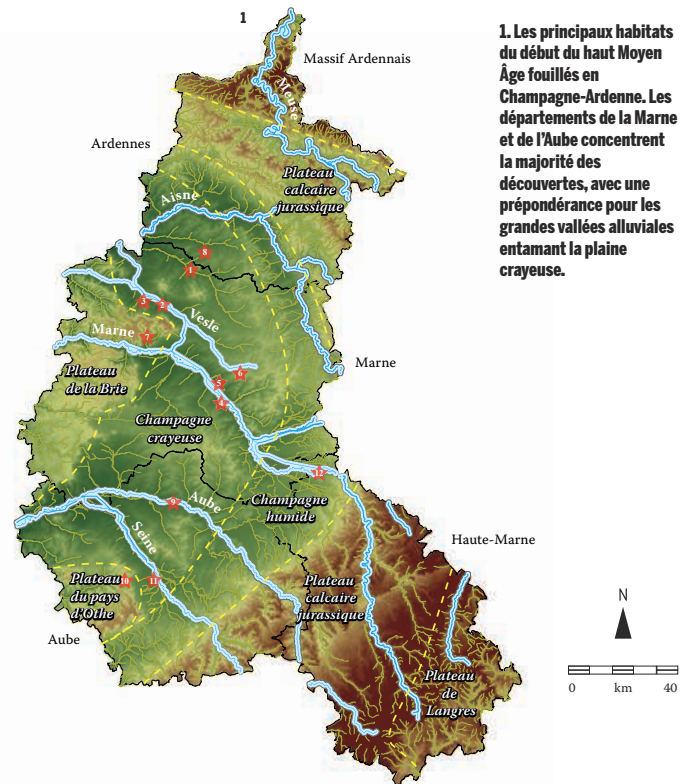 1
1. Les principaux habitats
du début du haut Moyen
Âge fouillés en
Champagne-Ardenne. Les
départements de la Marne
et de l'Aube concentrent
la majorité des
découvertes, avec une
prépondérance pour les
grandes vallées alluviales
entamant la plaine
crayeuse.
Massif Ardennais
Meuse
Ardennes
Plateau
calcaire
jurassique
Aisne
8
1
3
2
Vesle
Marne
7
Marne
Plateau
de la Brie
6
5
4
Champagne
crayeuse
12
Champagne
humide
9
Aube
Seine
Haute-Marne
Plateau
du pays
d'Othe
10
11
Plateau
calcaire
jurassique
Aube
Plateau
de
Langres
N
0
km
40